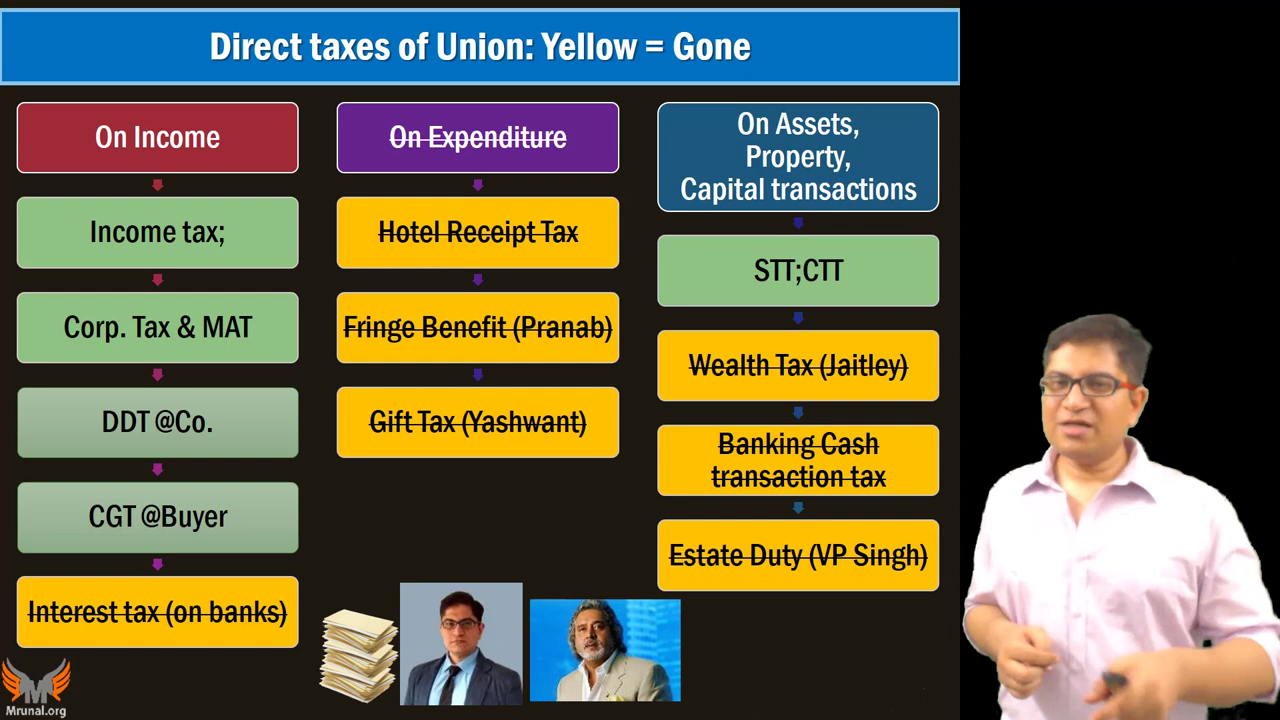 Direct taxes of Union: Yellow = Gone
On Income
Income tax;
Corp. Tax & MAT
DDT @Co.
CGT @Buyer
Interest tax (on banks)
On Expenditure
Hotel Receipt Tax
Fringe Benefit (Pranab)
Gift Tax (Yashwant)
On Assets,
Property,
Capital transactions
STT;CTT
Wealth Tax (Jaitley)
Banking Cash
transaction tax
Estate Duty (VP Singh)
Mrunal.org